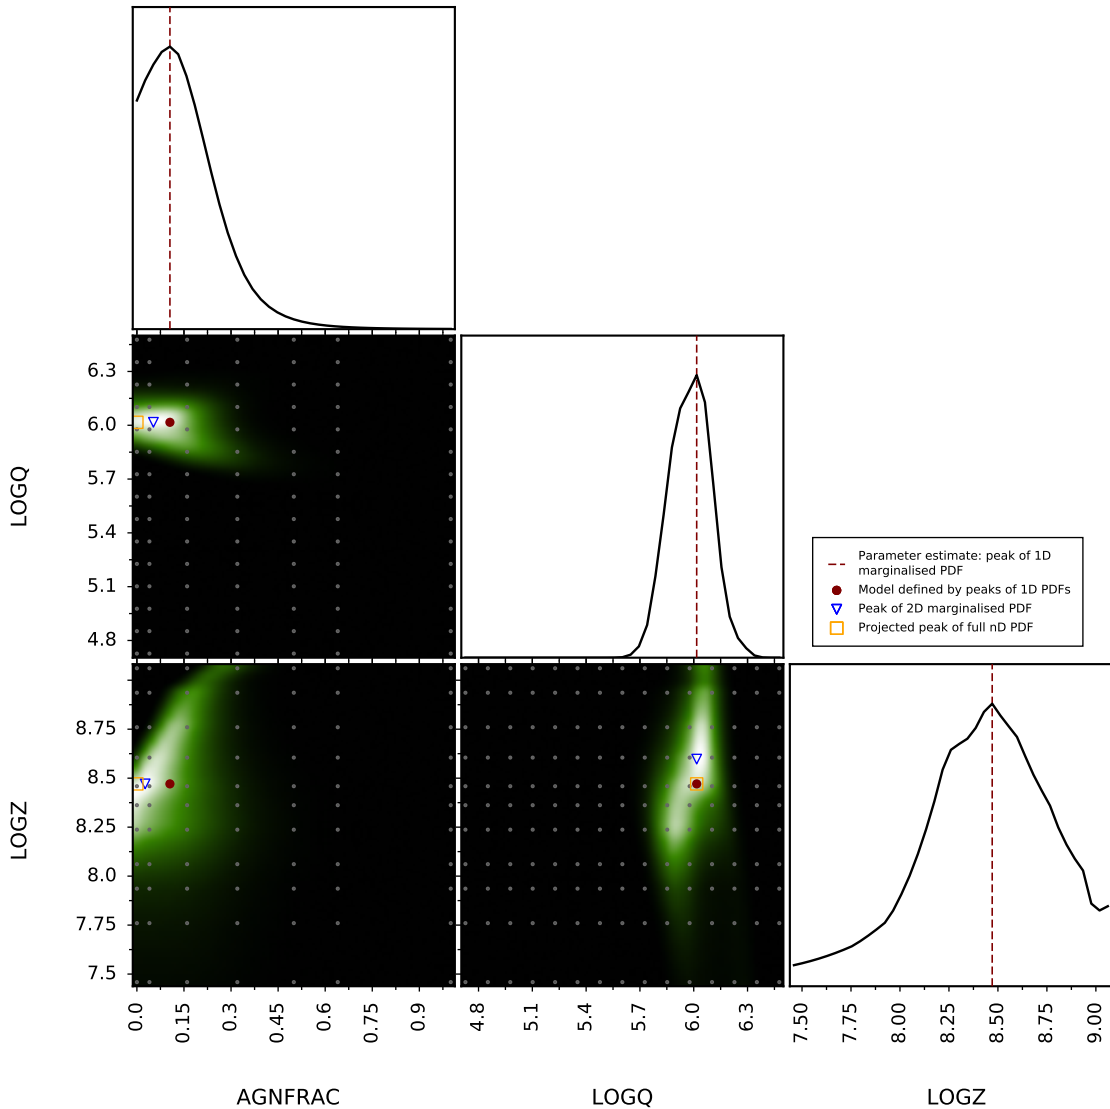 6.3
6.0
5.7
5.4
5.1
4.8
LOGQ
Parameter estimate: peak of 1D
marginalised PDF
Model defined by peaks of 1D PDFs
Peak of 2D marginalised PDF
Projected peak of full nD PDF
8.75
8.5
8.25
8.0
7.75
7.5
LOGZ
0.0 0.15 0.3 0.45 0.6 0.75 0.9
4.8 5.1 5.4 5.7 6.0 6.3
7.50 7.75 8.00 8.25 8.50 8.75 9.00
AGNFRAC
LOGQ
LOGZ